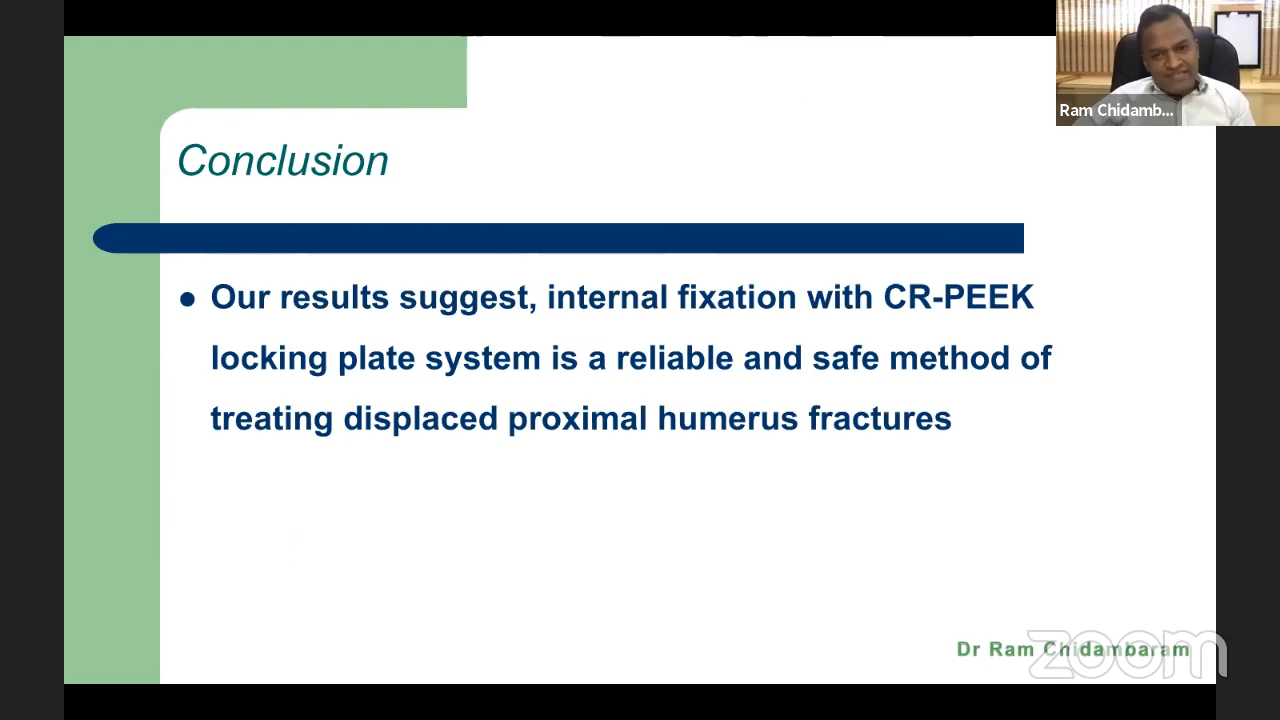 Ram Chidamb...
Conclusion
● Our results suggest, internal fixation with CR-PEEK
locking plate system is a reliable and safe method of
treating displaced proximal humerus fractures
Dr Ram Chidambaram
zoom